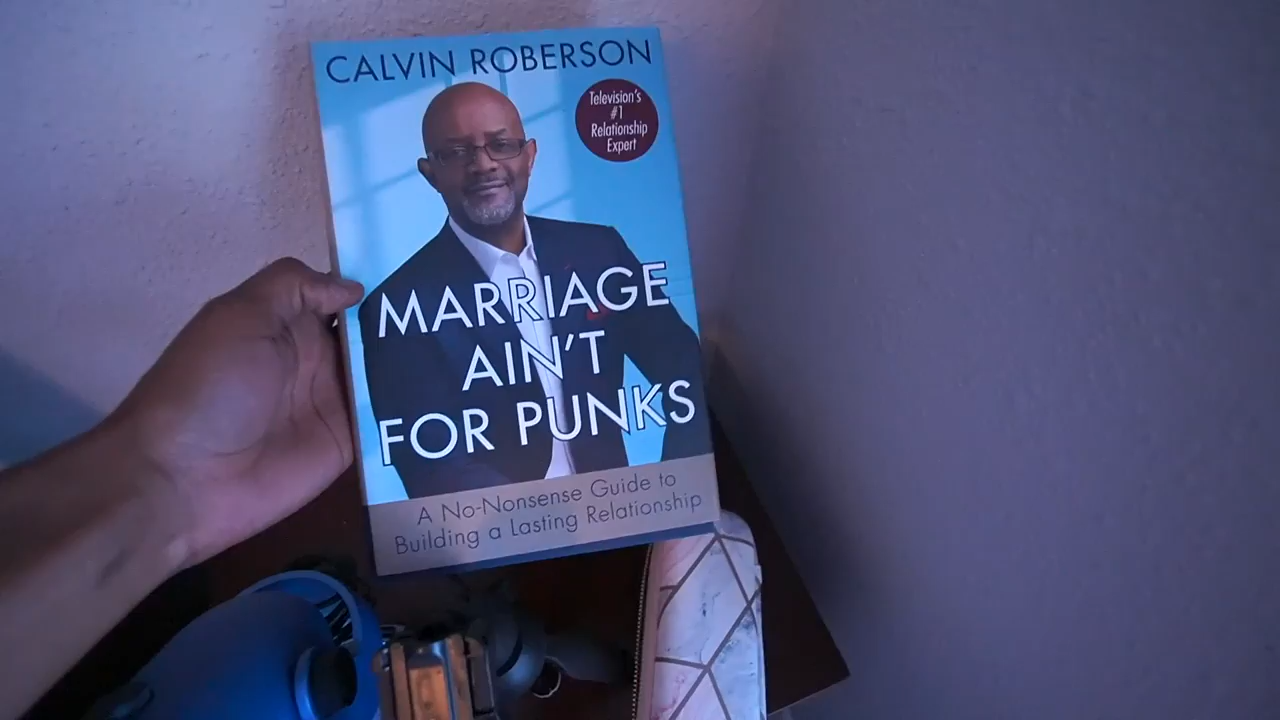 CALVIN ROBERSON
Television's
#1
Relationship
Expert
MARRIAGE
AIN'T
FOR PUNKS
A No-Nonsense Guide to
Building a Lasting Relationship